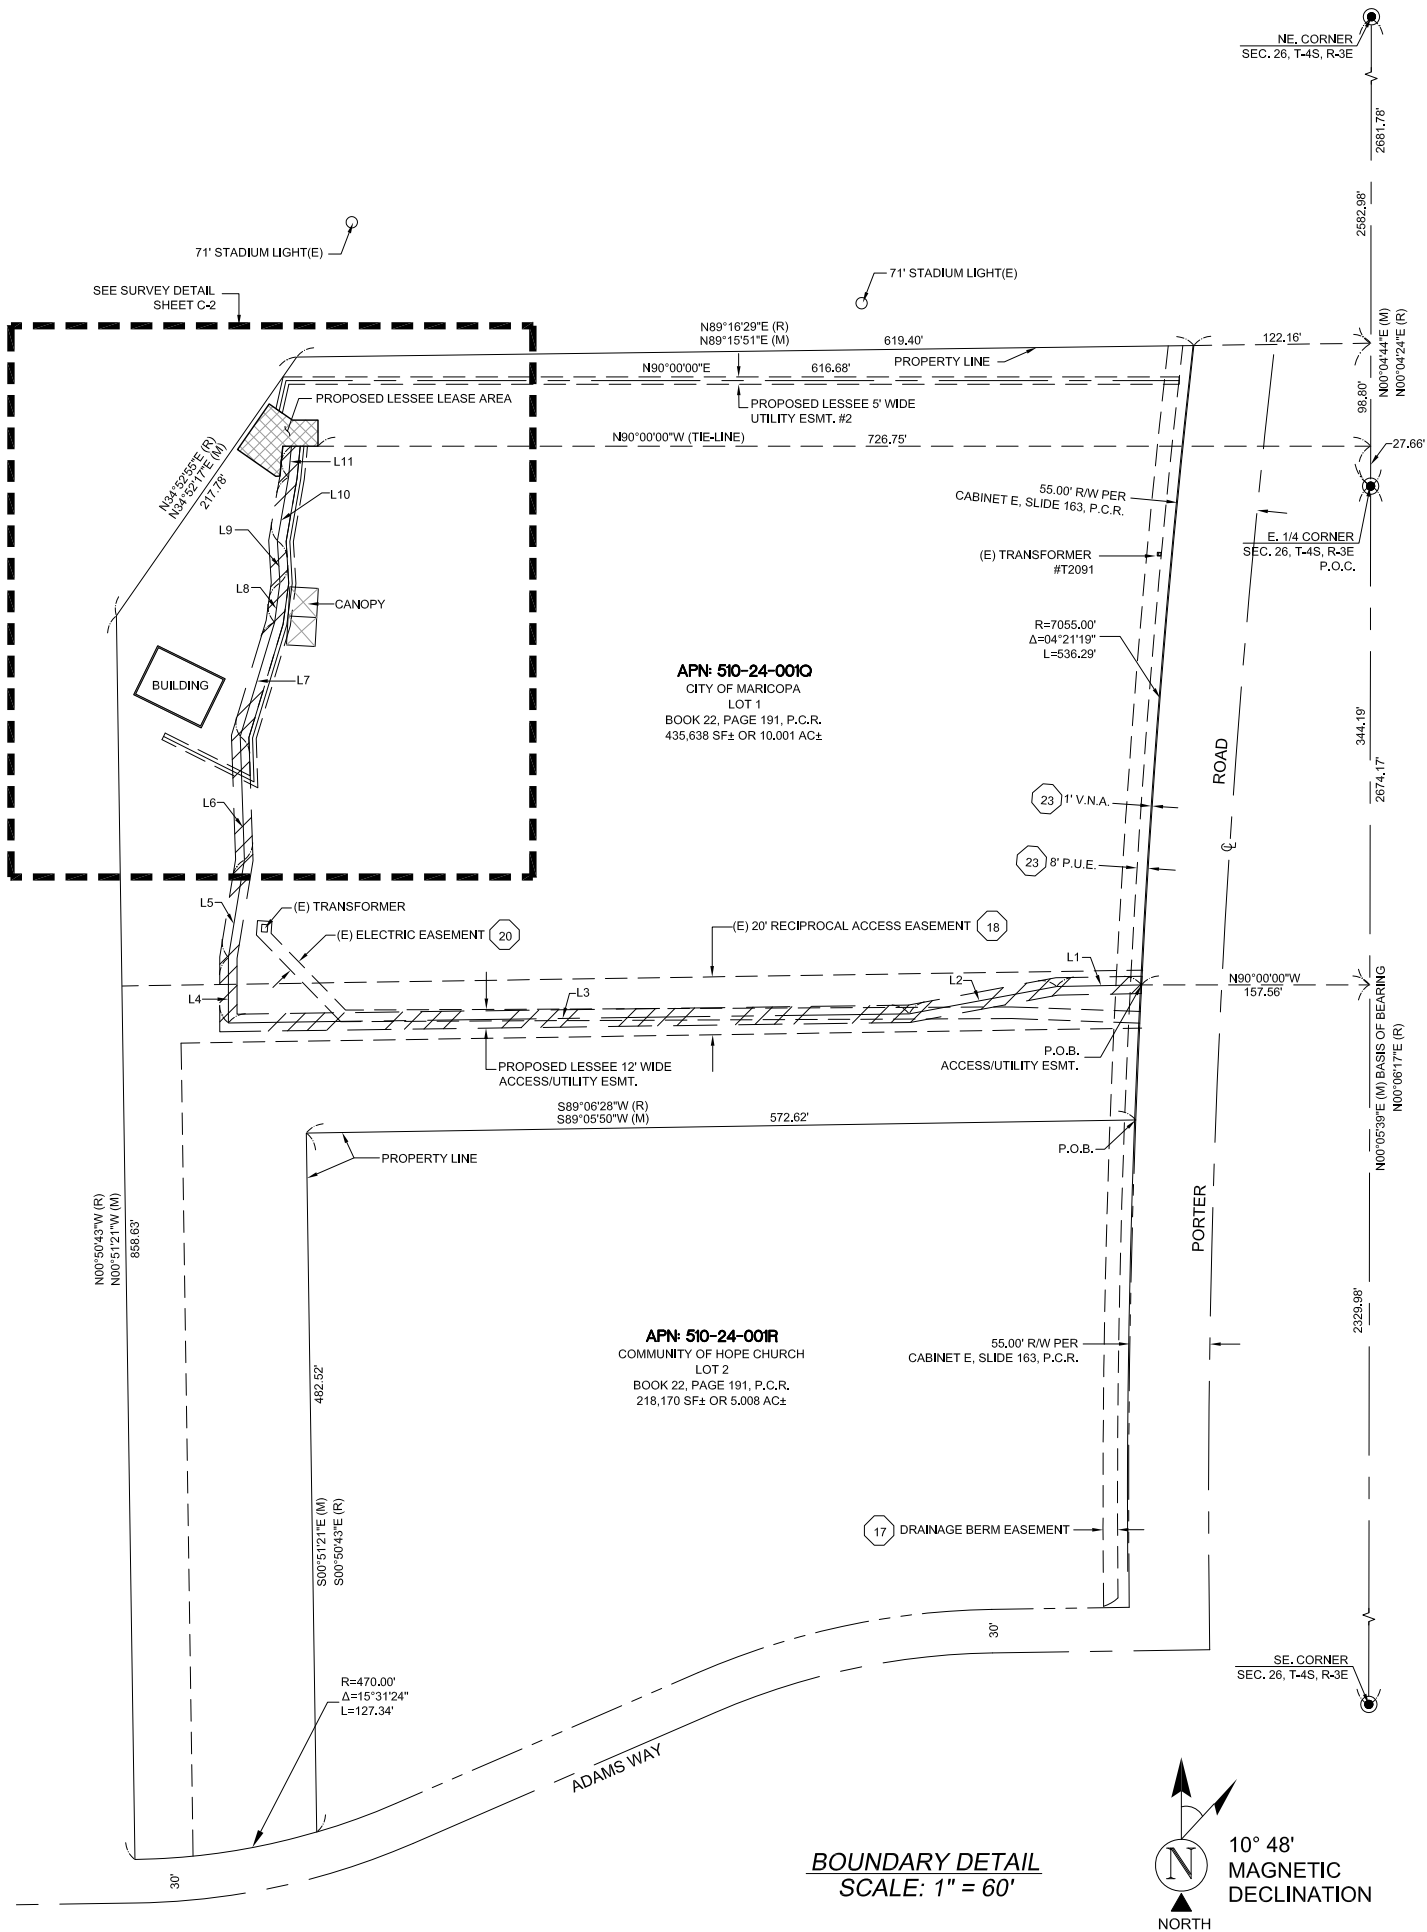 NE. CORNER
SEC. 26, T-4S, R-3E
2681.78'
2582.98'
71' STADIUM LIGHT(E)
71' STADIUM LIGHT(E)
SEE SURVEY DETAIL
SHEET C-2
N89°16'29"E (R)
N89°15'51"E (M)
619.40'
PROPERTY LINE
122.16'
N00°04'44"E (M)
N00°04'24"E (R)
N90°00'00"E
616.68'
PROPOSED LESSEE LEASE AREA
PROPOSED LESSEE 5' WIDE
UTILITY ESMT. #2
98.80'
N90°00'00"W (TIE-LINE)
726.75'
27.66'
N34°52'55"E (R)
N34°52'17"E (M)
217.78'
L11
L10
L9
L8
CANOPY
55.00' R/W PER
CABINET E, SLIDE 163, P.C.R.
E. 1/4 CORNER
SEC. 26, T-4S, R-3E
P.O.C.
(E) TRANSFORMER
#T2091
R=7055.00'
Δ=04°21'19"
L=536.29'
BUILDING
L7
APN: 510-24-001Q
CITY OF MARICOPA
LOT 1
BOOK 22, PAGE 191, P.C.R.
435,638 SF± OR 10.001 AC±
344.19'
2674.17'
ROAD
L6
23
1' V.N.A.
23
8' P.U.E.
L5
(E) TRANSFORMER
(E) ELECTRIC EASEMENT
20
(E) 20' RECIPROCAL ACCESS EASEMENT
18
L1
L2
L3
L4
N90°00'00"W
157.56'
P.O.B.
ACCESS/UTILITY ESMT.
PROPOSED LESSEE 12' WIDE
ACCESS/UTILITY ESMT.
N00°05'39"E (M) BASIS OF BEARING
N00°06'17"E (R)
S89°06'28"W (R)
S89°05'50"W (M)
572.62'
PROPERTY LINE
P.O.B.
N00°50'43"W (R)
N00°51'21"W (M)
858.63'
PORTER
2329.98'
APN: 510-24-001R
COMMUNITY OF HOPE CHURCH
LOT 2
BOOK 22, PAGE 191, P.C.R.
218,170 SF± OR 5.008 AC±
55.00' R/W PER
CABINET E, SLIDE 163, P.C.R.
482.52'
S00°51'21"E (M)
S00°50'43"E (R)
17
DRAINAGE BERM EASEMENT
30'
SE. CORNER
SEC. 26, T-4S, R-3E
R=470.00'
Δ=15°31'24"
L=127.34'
ADAMS WAY
30'
BOUNDARY DETAIL
SCALE: 1" = 60'
N
NORTH
10° 48'
MAGNETIC
DECLINATION